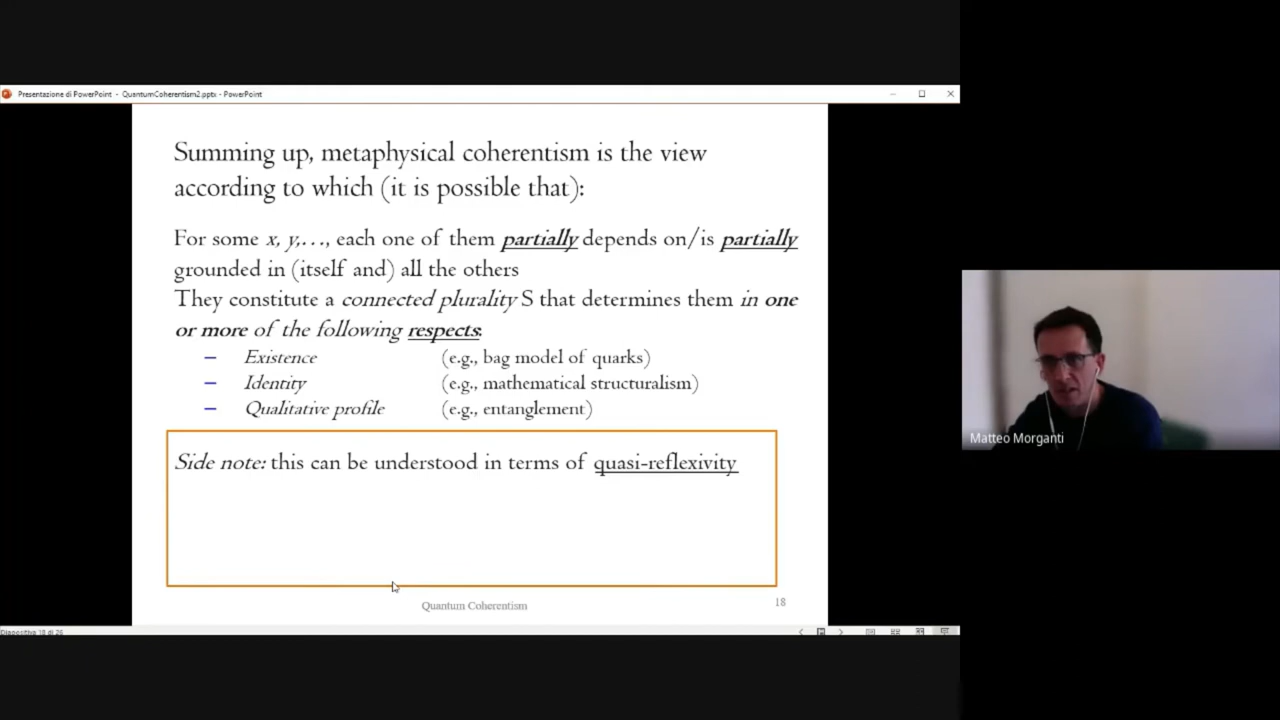 Presentazione di PowerPoint - QuantumCoherentism2.pptx - PowerPoint
Summing up, metaphysical coherentism is the view
according to which (it is possible that):
For some x, y,…, each one of them partially depends on/is partially
grounded in (itself and) all the others
They constitute a connected plurality S that determines them in one
or more of the following respects:
– Existence (e.g., bag model of quarks)
– Identity (e.g., mathematical structuralism)
– Qualitative profile (e.g., entanglement)
Side note: this can be understood in terms of quasi-reflexivity
Quantum Coherentism
18
Diapositiva 18 di 26
Matteo Morganti